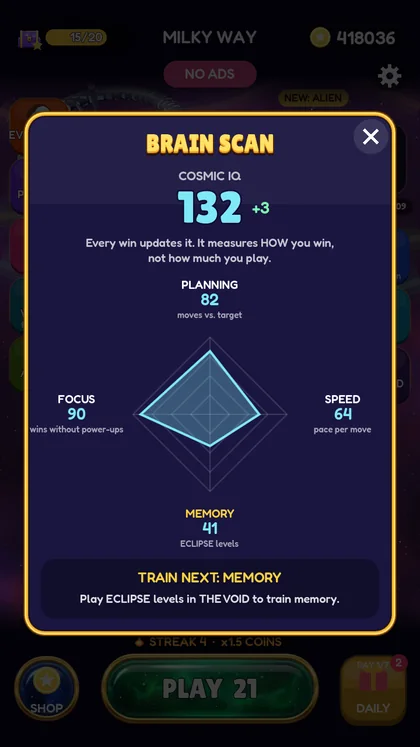 15/20
MILKY WAY
418036
NO ADS
NEW: ALIEN
BRAIN SCAN
COSMIC IQ
132 +3
Every win updates it. It measures HOW you win,
not how much you play.
PLANNING
82
moves vs. target
FOCUS
90
wins without power-ups
SPEED
64
pace per move
MEMORY
41
ECLIPSE levels
TRAIN NEXT: MEMORY
Play ECLIPSE levels in THE VOID to train memory.
STREAK 4 · x1.5 COINS
SHOP
PLAY 21
DAY 1/7
2
DAILY